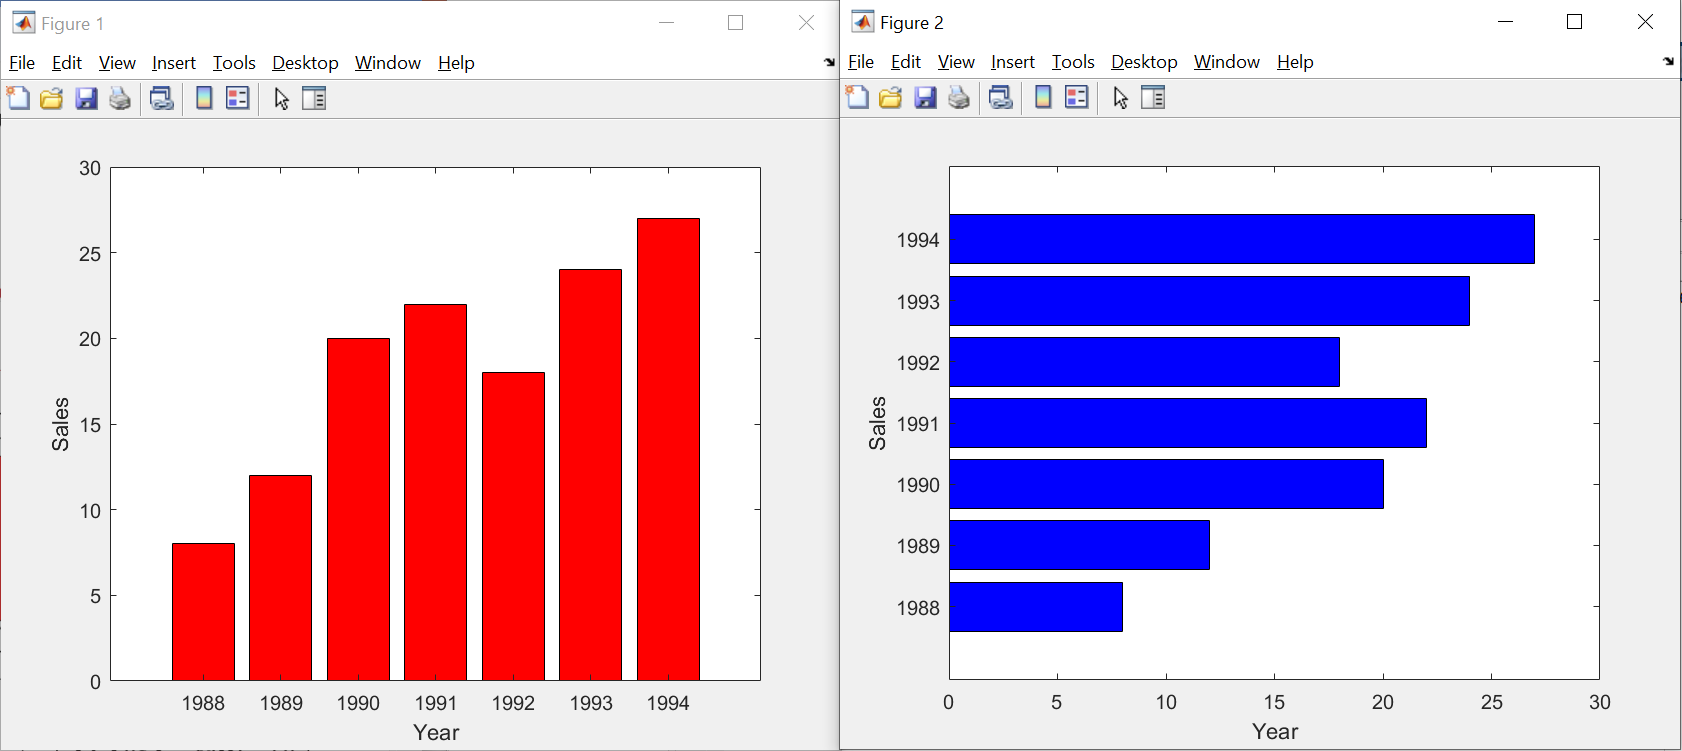 Figure 1
File Edit View Insert Tools Desktop Window Help
30
25
20
15
10
5
0
Sales
1988 1989 1990 1991 1992 1993 1994
Year
Figure 2
File Edit View Insert Tools Desktop Window Help
1994
1993
1992
1991
1990
1989
1988
Sales
0 5 10 15 20 25 30
Year